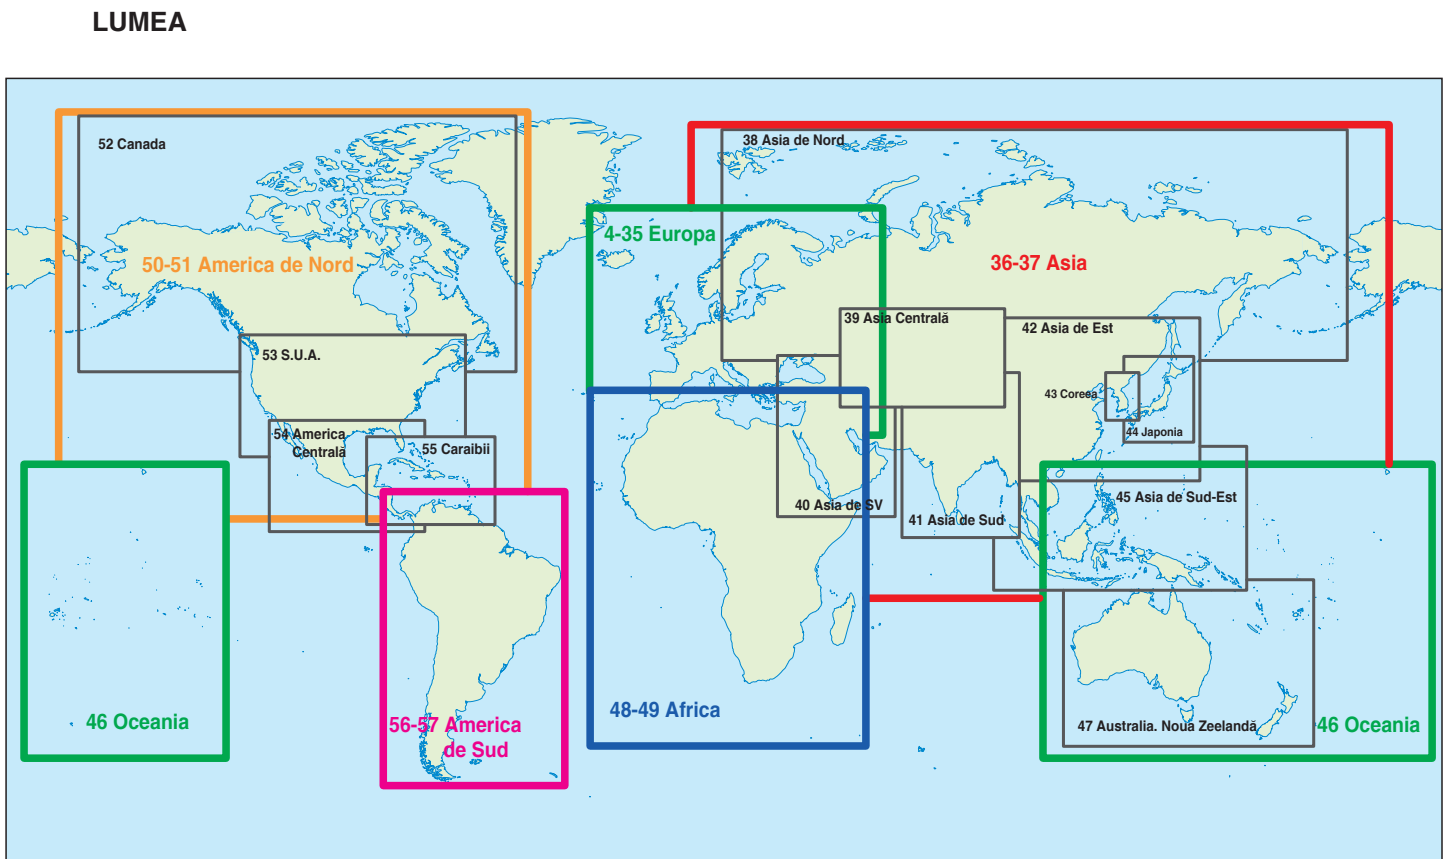 LUMEA
52 Canada
38 Asia de Nord
4-35 Europa
50-51 America de Nord
36-37 Asia
39 Asia Centrală
42 Asia de Est
53 S.U.A.
43 Coreea
54 America
Centrală
44 Japonia
55 Caraibii
45 Asia de Sud-Est
40 Asia de SV
41 Asia de Sud
48-49 Africa
46 Oceania
56-57 America
de Sud
47 Australia. Noua Zeelandă
46 Oceania